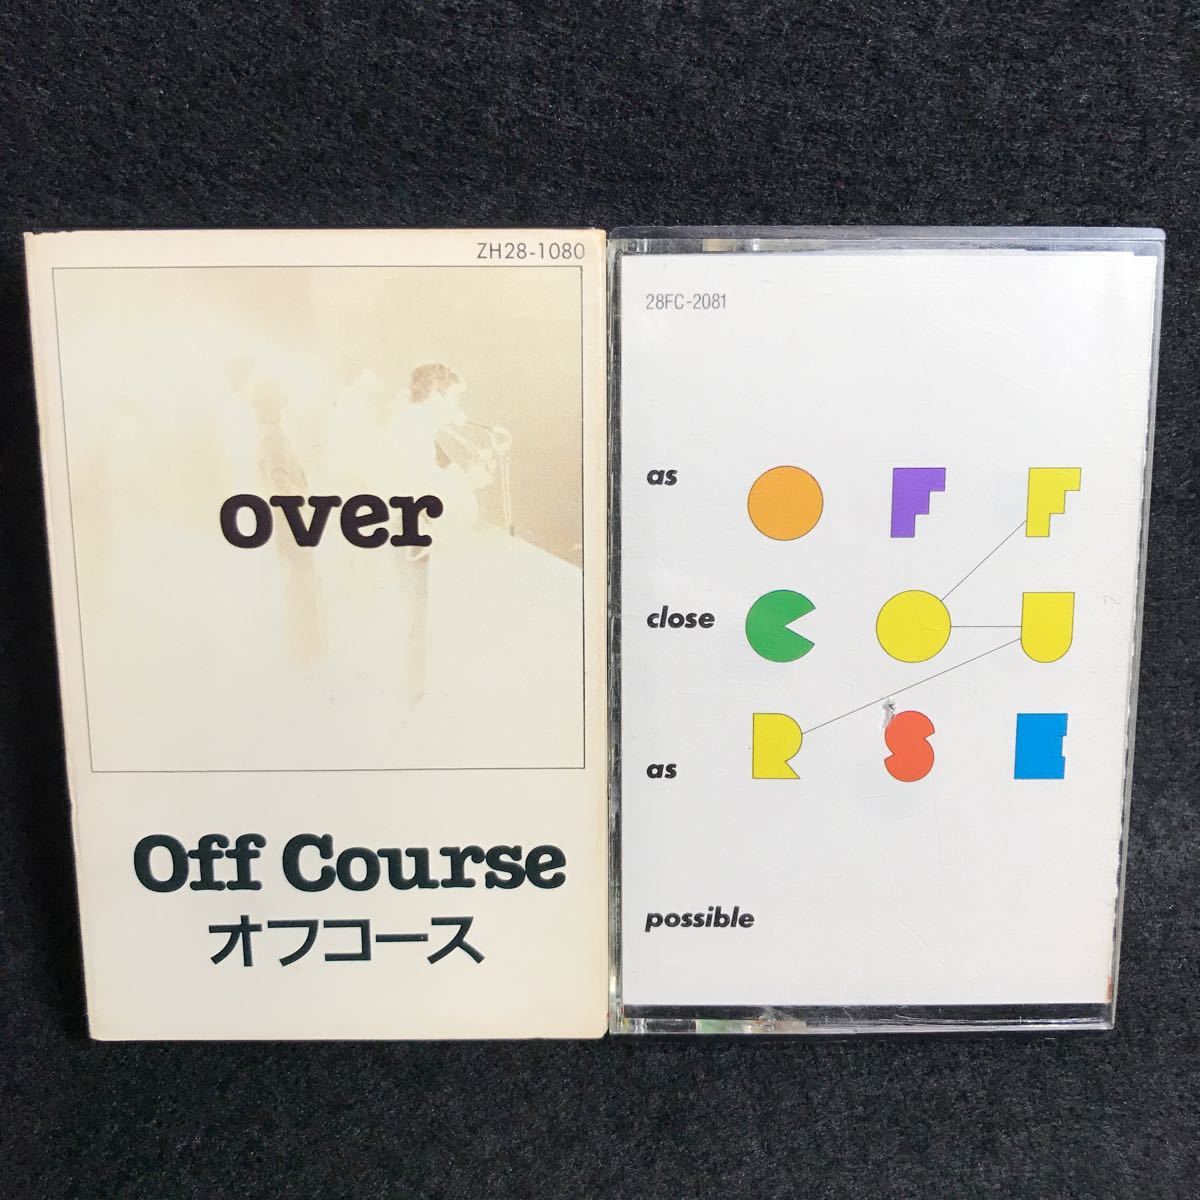 ZH28-1080
over
Off Course
オフコース
28FC-2081
as OFF
close COU
as RSE
possible